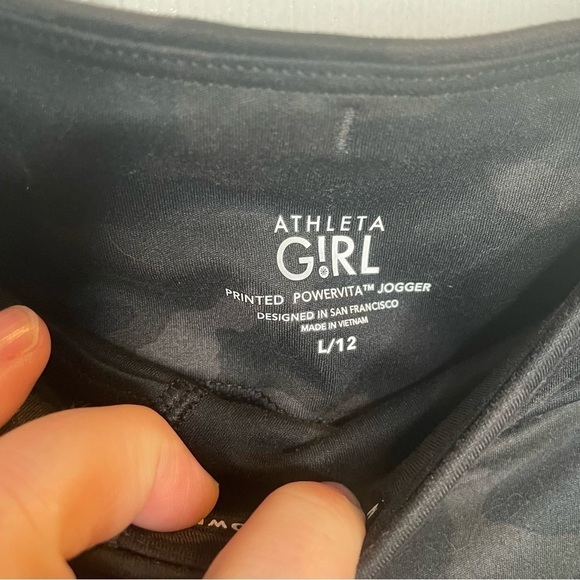 ATHLETA
G!RL
PRINTED POWERVITA™ JOGGER
DESIGNED IN SAN FRANCISCO
MADE IN VIETNAM
L/12